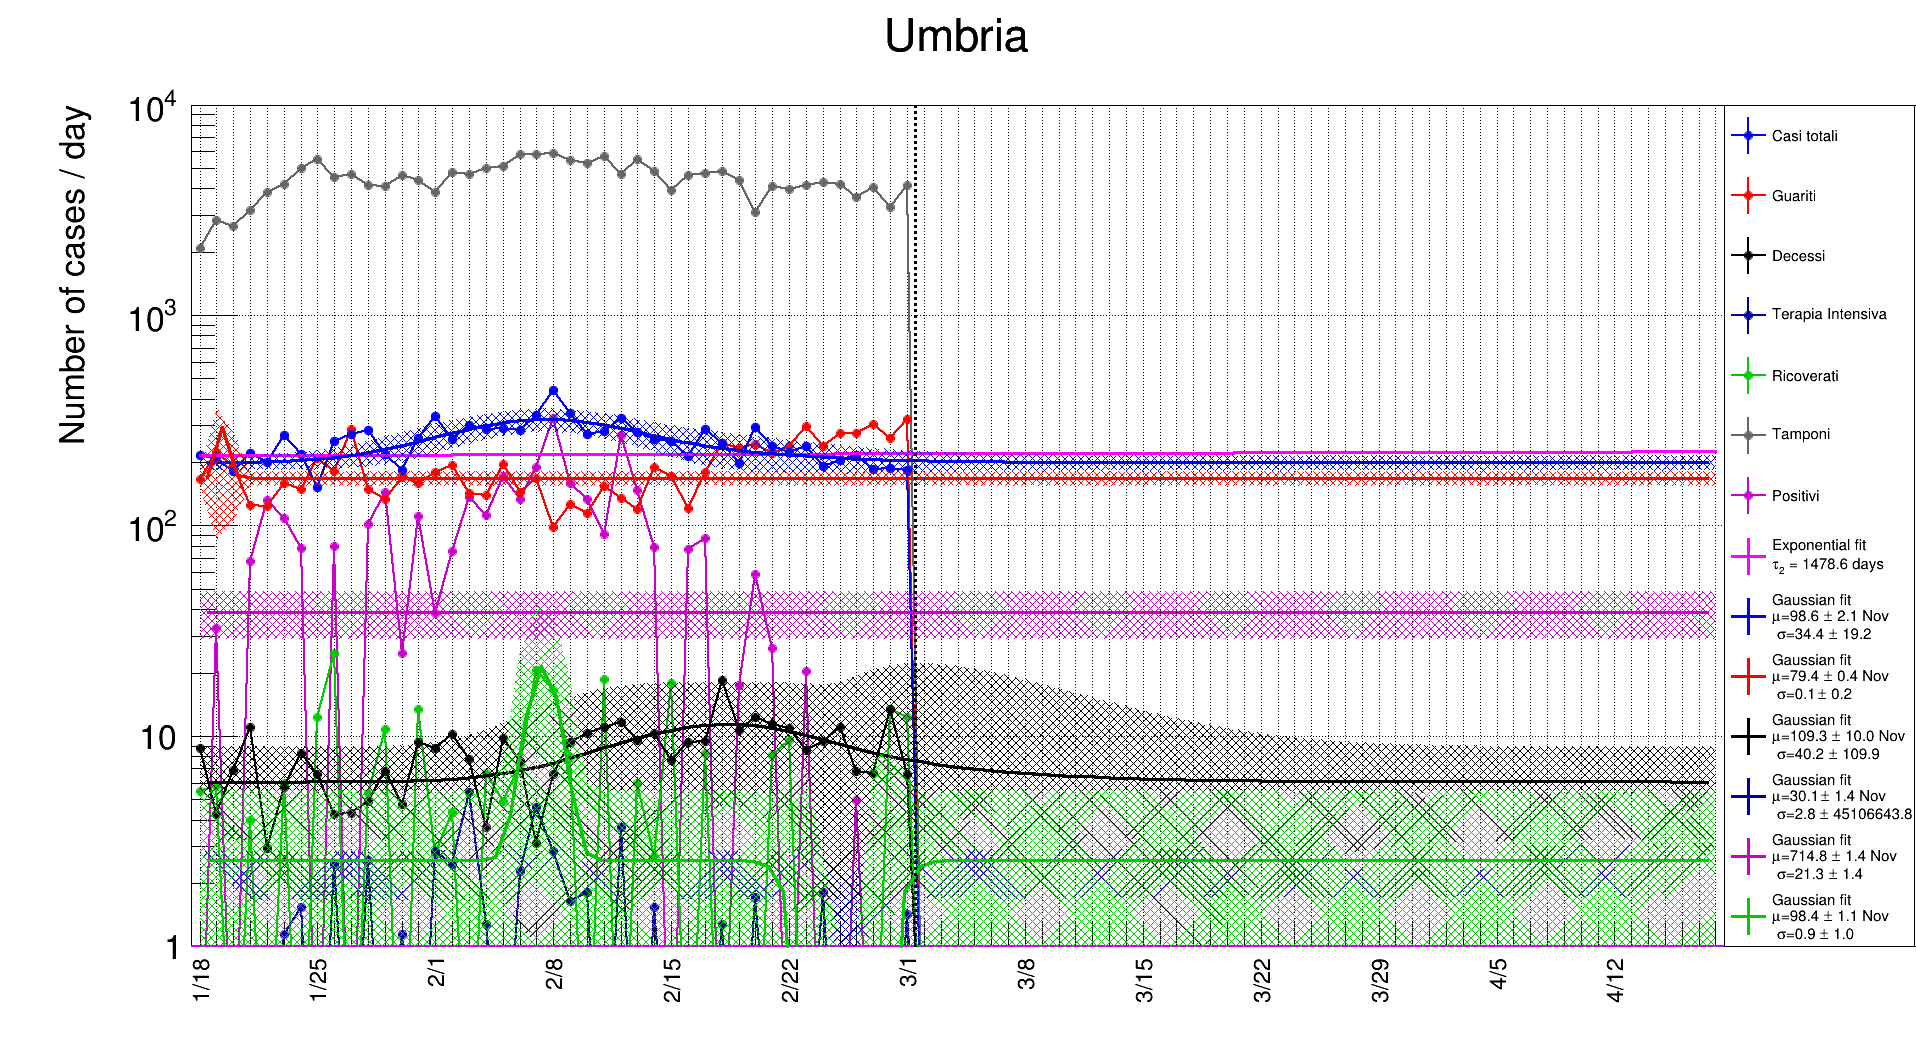 Umbria
Number of cases / day
10⁴
10³
10²
10
1
1/18
1/25
2/1
2/8
2/15
2/22
3/1
3/8
3/15
3/22
3/29
4/5
4/12
Casi totali
Guariti
Decessi
Terapia Intensiva
Ricoverati
Tamponi
Positivi
Exponential fit
τ₂ = 1478.6 days
Gaussian fit
μ=98.6 ± 2.1 Nov
σ=34.4 ± 19.2
Gaussian fit
μ=79.4 ± 0.4 Nov
σ=0.1 ± 0.2
Gaussian fit
μ=109.3 ± 10.0 Nov
σ=40.2 ± 109.9
Gaussian fit
μ=30.1 ± 1.4 Nov
σ=2.8 ± 45106643.8
Gaussian fit
μ=714.8 ± 1.4 Nov
σ=21.3 ± 1.4
Gaussian fit
μ=98.4 ± 1.1 Nov
σ=0.9 ± 1.0